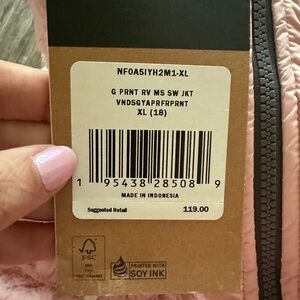 NF0A5IYH2M1-XL
G PRNT RV MS SW JKT
VNDSGYAPRFRPRNT
XL (18)
1 95438 28508 9
MADE IN INDONESIA
Suggested Retail 119.00
FSC
PRINTED WITH
SOY INK